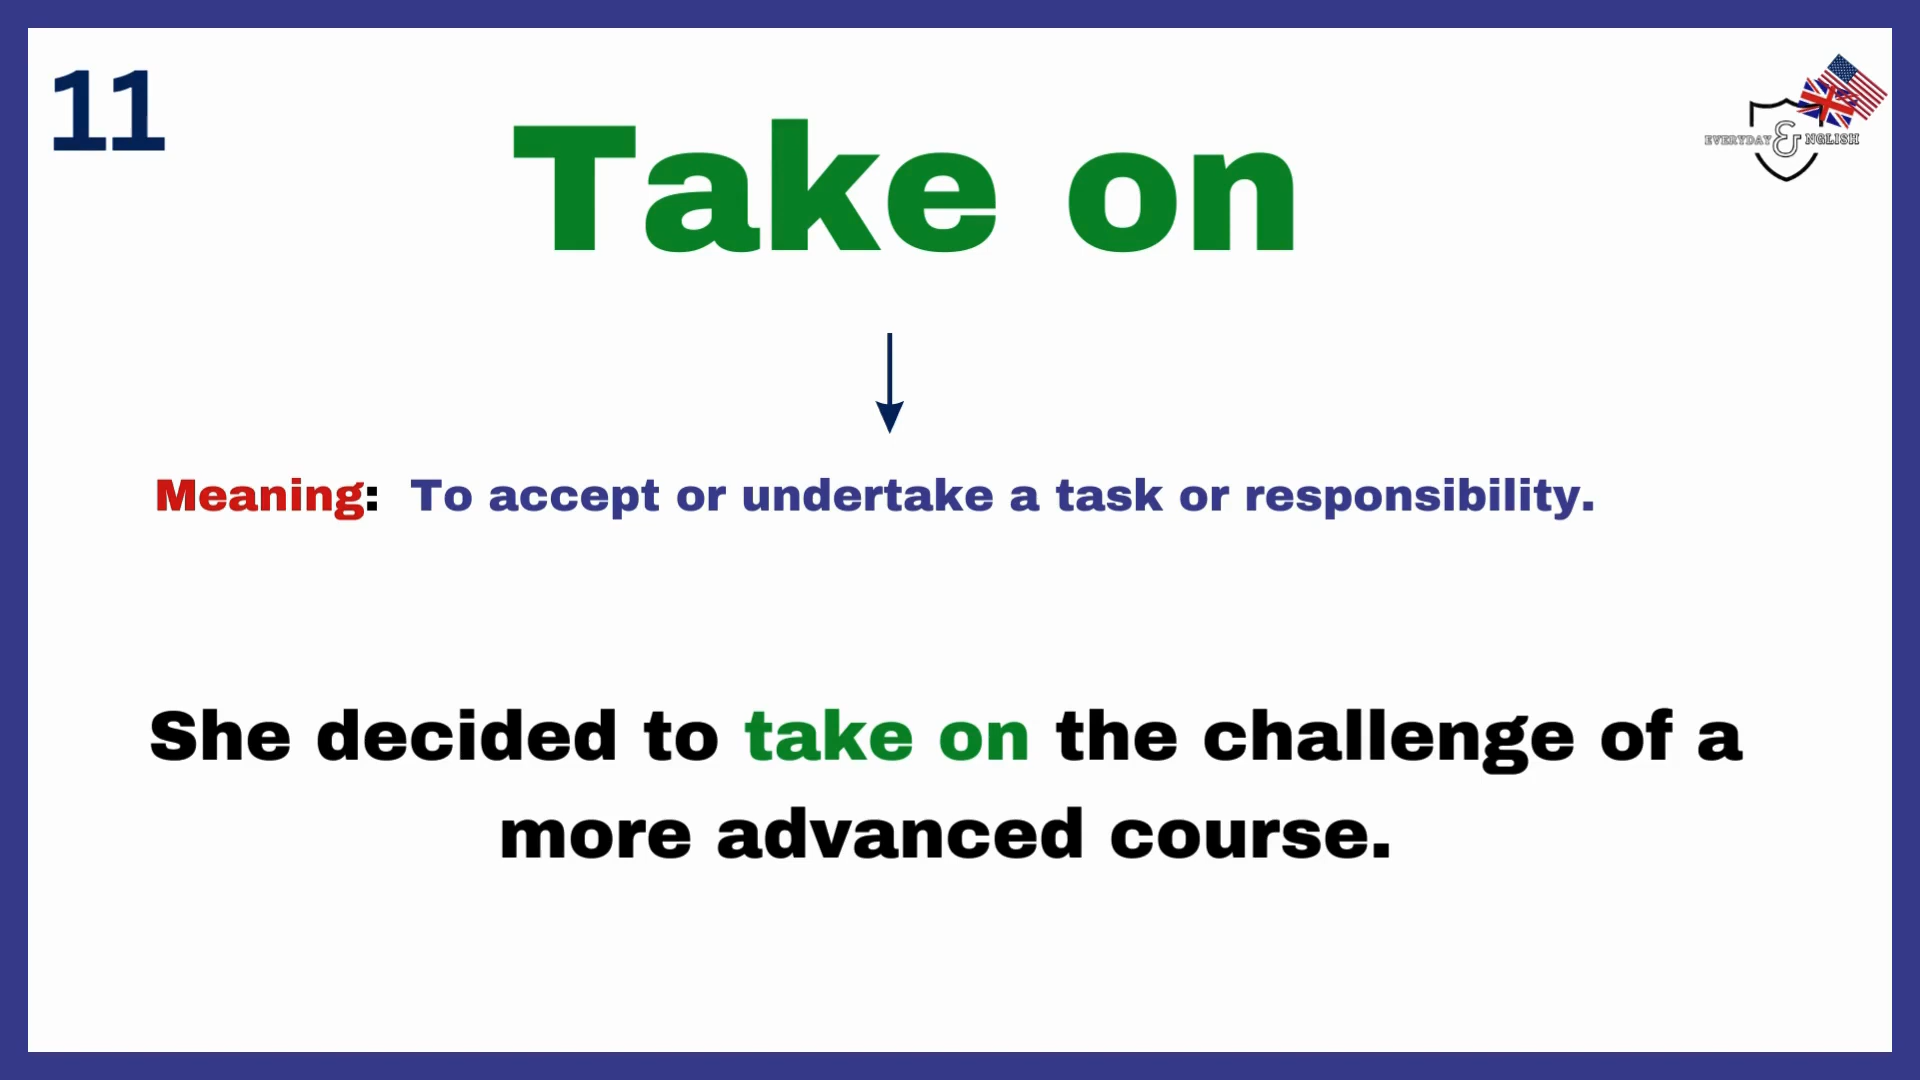 11
Take on
EVERYDAY & NGLISH
Meaning: To accept or undertake a task or responsibility.
She decided to take on the challenge of a
more advanced course.